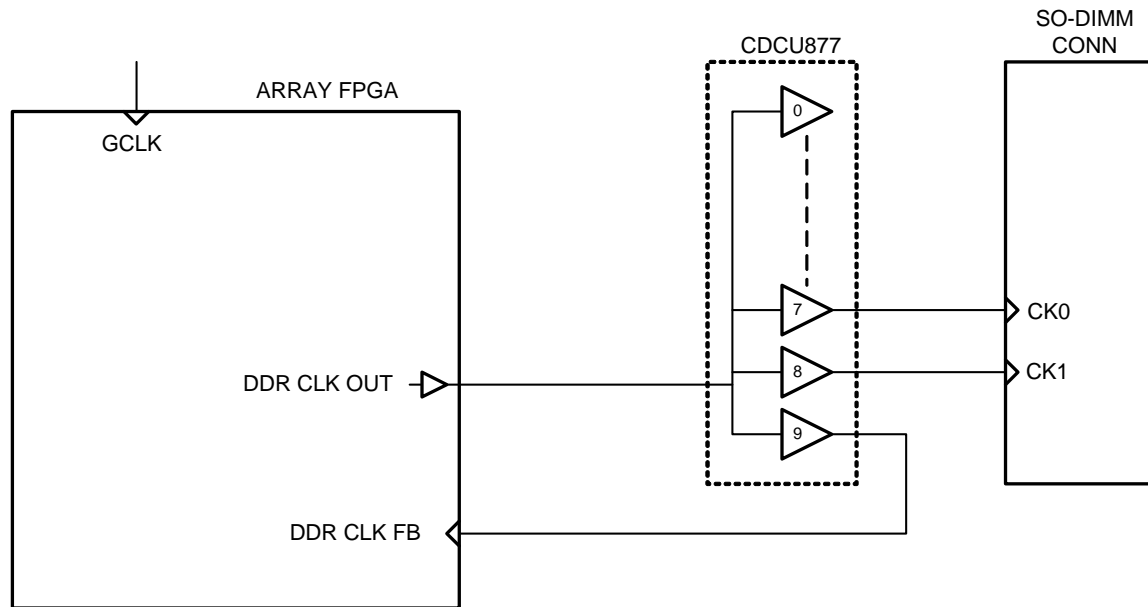 SO-DIMM
CONN
CDCU877
ARRAY FPGA
GCLK
0
7
CK0
8
CK1
DDR CLK OUT
9
DDR CLK FB